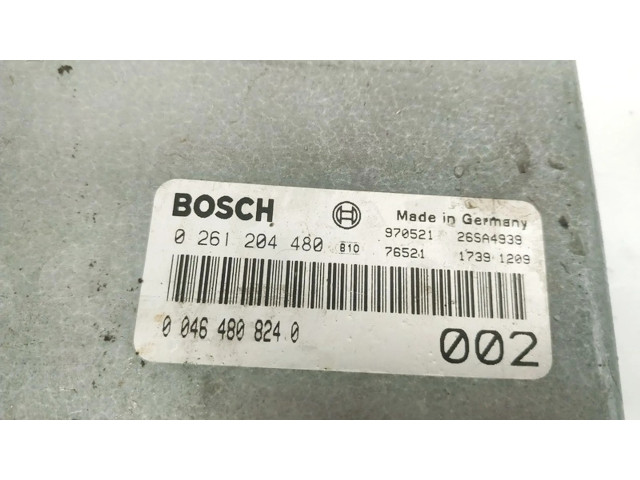 BOSCH Made in Germany
0 261 204 480 810 970521 26SA4939
76521 1739 1209
0 046 480 824 0 002